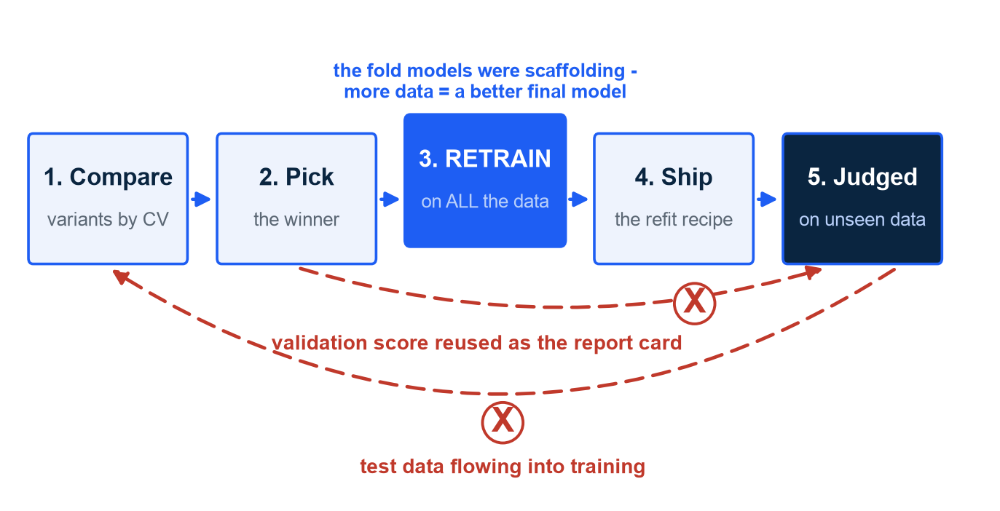 the fold models were scaffolding -
more data = a better final model
1. Compare
variants by CV
2. Pick
the winner
3. RETRAIN
on ALL the data
4. Ship
the refit recipe
5. Judged
on unseen data
X
validation score reused as the report card
X
test data flowing into training